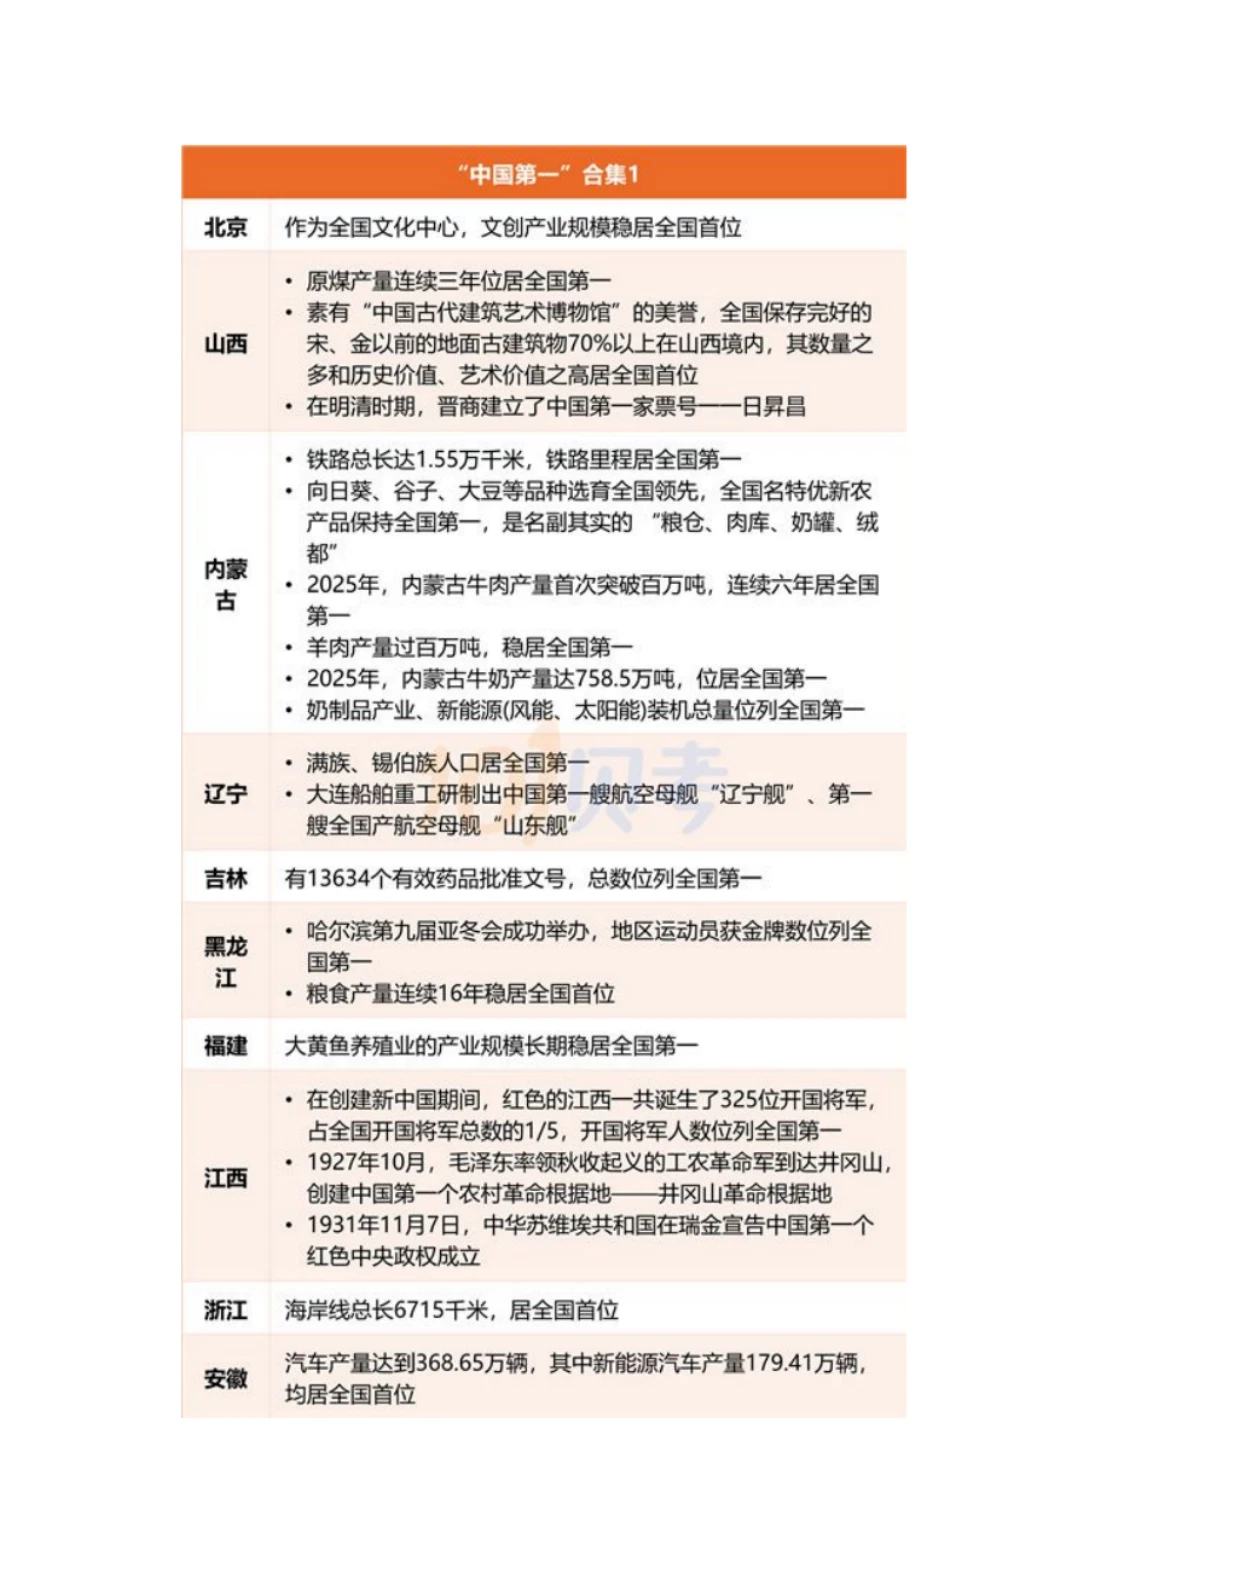 “中国第一”合集1
北京
作为全国文化中心，文创产业规模稳居全国首位
山西
• 原煤产量连续三年位居全国第一
• 素有“中国古代建筑艺术博物馆”的美誉，全国保存完好的
宋、金以前的地面古建筑物70%以上在山西境内，其数量之
多和历史价值、艺术价值之高居全国首位
• 在明清时期，晋商建立了中国第一家票号——日昇昌
内蒙
古
• 铁路总长达1.55万千米，铁路里程居全国第一
• 向日葵、谷子、大豆等品种选育全国领先，全国名特优新农
产品保持全国第一，是名副其实的 “粮仓、肉库、奶罐、绒
都”
• 2025年，内蒙古牛肉产量首次突破百万吨，连续六年居全国
第一
• 羊肉产量过百万吨，稳居全国第一
• 2025年，内蒙古牛奶产量达758.5万吨，位居全国第一
• 奶制品产业、新能源(风能、太阳能)装机总量位列全国第一
辽宁
• 满族、锡伯族人口居全国第一
• 大连船舶重工研制出中国第一艘航空母舰“辽宁舰”、第一
艘全国产航空母舰“山东舰”
101贝考
吉林
有13634个有效药品批准文号，总数位列全国第一
黑龙
江
• 哈尔滨第九届亚冬会成功举办，地区运动员获金牌数位列全
国第一
• 粮食产量连续16年稳居全国首位
福建
大黄鱼养殖业的产业规模长期稳居全国第一
江西
• 在创建新中国期间，红色的江西一共诞生了325位开国将军，
占全国开国将军总数的1/5，开国将军人数位列全国第一
• 1927年10月，毛泽东率领秋收起义的工农革命军到达井冈山，
创建中国第一个农村革命根据地——井冈山革命根据地
• 1931年11月7日，中华苏维埃共和国在瑞金宣告中国第一个
红色中央政权成立
浙江
海岸线总长6715千米，居全国首位
安徽
汽车产量达到368.65万辆，其中新能源汽车产量179.41万辆，
均居全国首位